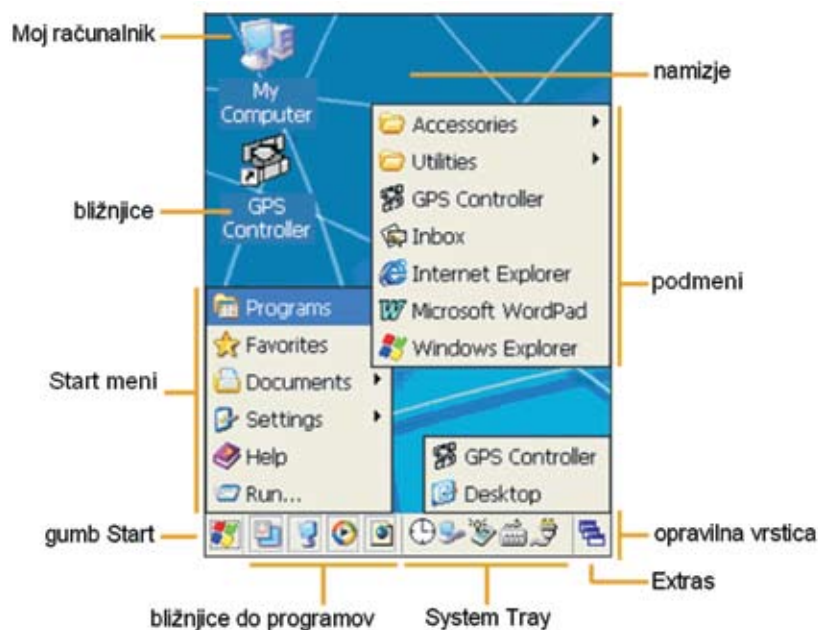 Moj računalnik
namizje
My
Computer
Accessories
Utilities
bližnjice
GPS
Controller
GPS Controller
Inbox
Internet Explorer
podmeni
Microsoft WordPad
Windows Explorer
Start meni
Programs
Favorites
Documents
Settings
Help
Run...
GPS Controller
Desktop
gumb Start
opravilna vrstica
Extras
bližnjice do programov
System Tray